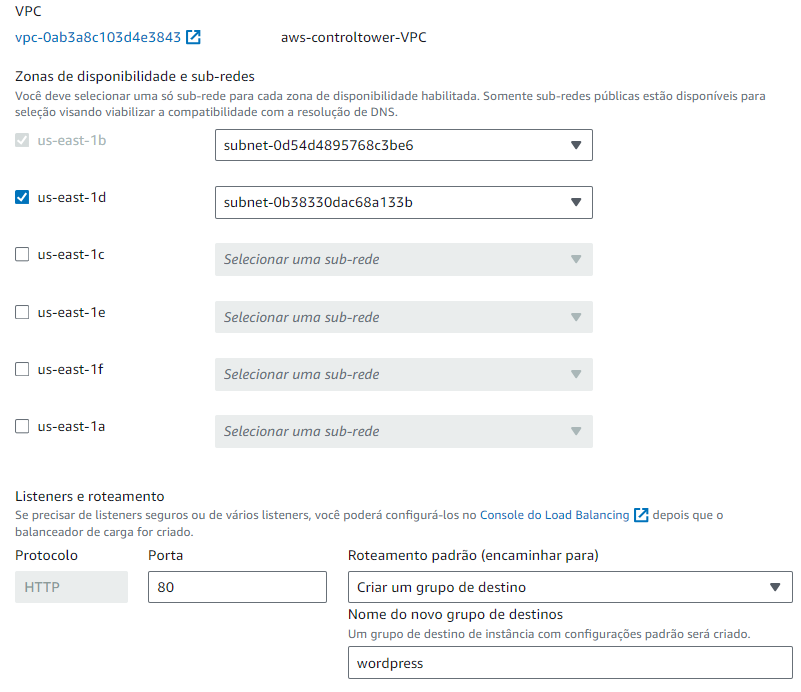 VPC
vpc-0ab3a8c103d4e3843 aws-controltower-VPC
Zonas de disponibilidade e sub-redes
Você deve selecionar uma só sub-rede para cada zona de disponibilidade habilitada. Somente sub-redes públicas estão disponíveis para
seleção visando viabilizar a compatibilidade com a resolução de DNS.
us-east-1b subnet-0d54d4895768c3be6
us-east-1d subnet-0b38330dac68a133b
us-east-1c Selecionar uma sub-rede
us-east-1e Selecionar uma sub-rede
us-east-1f Selecionar uma sub-rede
us-east-1a Selecionar uma sub-rede
Listeners e roteamento
Se precisar de listeners seguros ou de vários listeners, você poderá configurá-los no Console do Load Balancing depois que o
balanceador de carga for criado.
Protocolo Porta Roteamento padrão (encaminhar para)
HTTP 80 Criar um grupo de destino
Nome do novo grupo de destinos
Um grupo de destino de instância com configurações padrão será criado.
wordpress